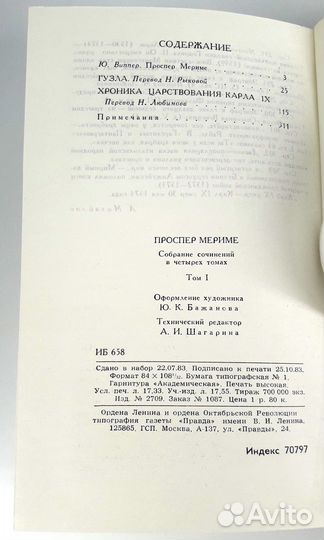 СОДЕРЖАНИЕ
Ю. Виппер. Проспер Мериме. 3
ГУЗЛА. Перевод Н. Рыковой 25
ХРОНИКА ЦАРСТВОВАНИЯ КАРЛА IX
Перевод Н. Любимова 115
Примечания 311
ПРОСПЕР МЕРИМЕ
Собрание сочинений
в четырех томах
Том I
Оформление художника
Ю. К. Бажанова
Технический редактор
А. И. Шагарина
ИБ 658
Сдано в набор 22.07.83. Подписано к печати 25.10.83.
Формат 84 × 108 1/32. Бумага типографская № 1.
Гарнитура «Академическая». Печать высокая.
Усл. печ. л. 17,33. Уч.-изд. л. 17,55. Тираж 700 000 экз.
Изд. № 2709. Заказ № 1087. Цена 1 р. 80 к.
Ордена Ленина и ордена Октябрьской Революции
типография газеты «Правда» имени В. И. Ленина,
125865, ГСП, Москва, А-137, ул. «Правды», 24.
Индекс 70797
Avito